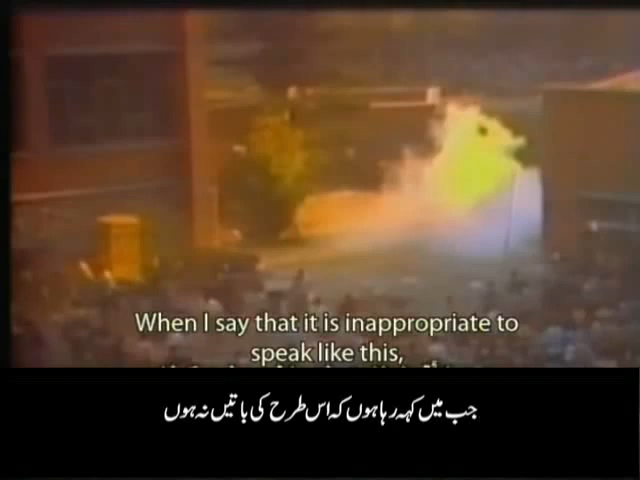 When I say that it is inappropriate to
speak like this,
جب میں کہہ رہا ہوں کہ اس طرح کی باتیں نہ ہوں